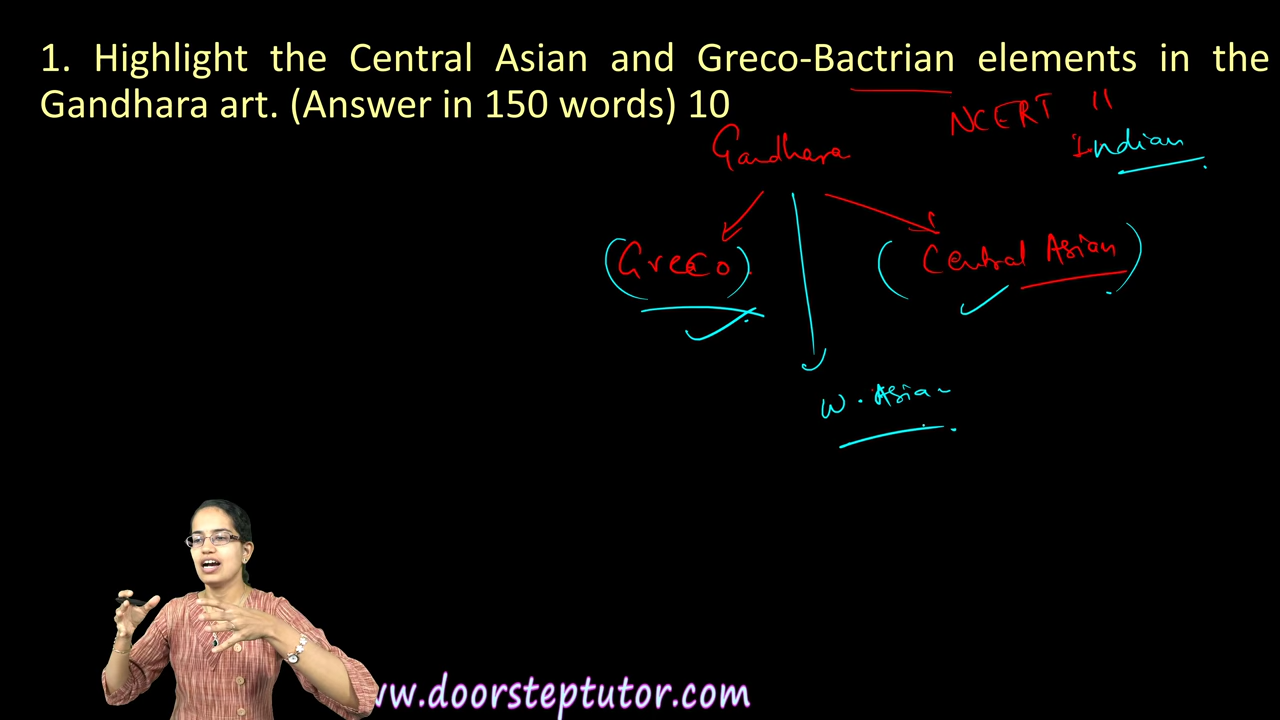 1. Highlight the Central Asian and Greco-Bactrian elements in the
Gandhara art. (Answer in 150 words) 10
NCERT 11
Indian
Gandhara
(Greeco)
(Central Asian)
W. Asian
ww.doorsteptutor.com